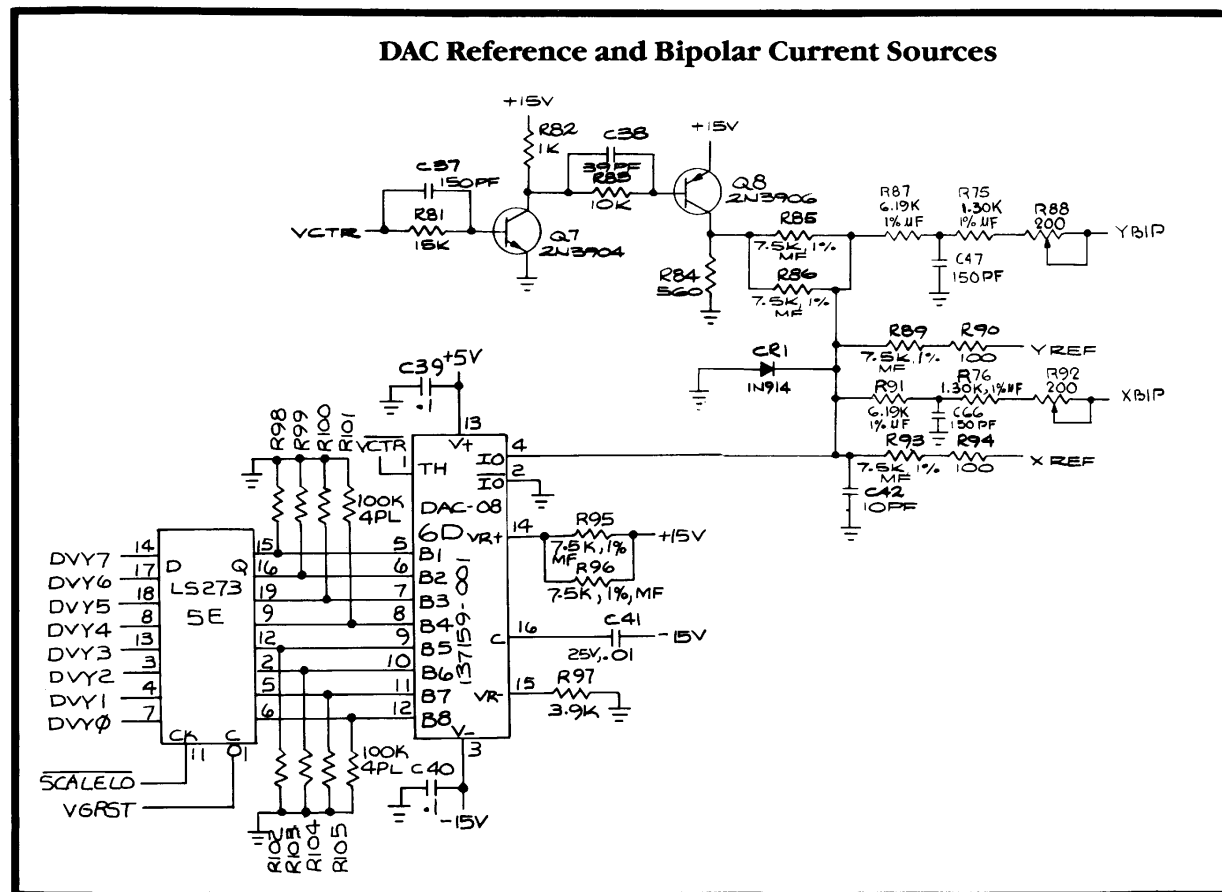 DAC Reference and Bipolar Current Sources
+15V
R82
1K
C38
39PF
R83
10K
+15V
C37
150PF
R81
15K
VCTR
Q7
2N3904
Q8
2N3906
R84
560
R85
7.5K, 1%
MF
R86
7.5K, 1%
MF
R87
6.19K
1% MF
R75
1.30K
1% MF
R88
200
YBIP
C47
150PF
R89
7.5K, 1%
MF
R90
100
YREF
CR1
1N914
R91
6.19K
1% MF
R76
1.30K, 1% MF
R92
200
XBIP
C66
150PF
R93
7.5K, 1%
MF
R94
100
XREF
C42
10PF
C39
.1
+5V
13
V+
R98
R99
R100
R101
VCTR
1
TH
4
IO
2
IO
100K
4PL
DAC-08
6D
137159-001
14
VR+
R95
7.5K, 1%
MF
+15V
R96
7.5K, 1%, MF
DVY7 14 D Q 15 5 B1
DVY6 17 16 6 B2
DVY5 18 LS273 19 7 B3
DVY4 8 5E 9 8 B4
DVY3 13 12 9 B5
DVY2 3 2 10 B6
DVY1 4 5 11 B7
DVYØ 7 6 12 B8
16
C
C41
25V, .01
-15V
15
VR-
R97
3.9K
V-
3
CK
11
C
1
SCALELD
VGRST
100K
4PL
C40
.1
-15V
R102
R103
R104
R105